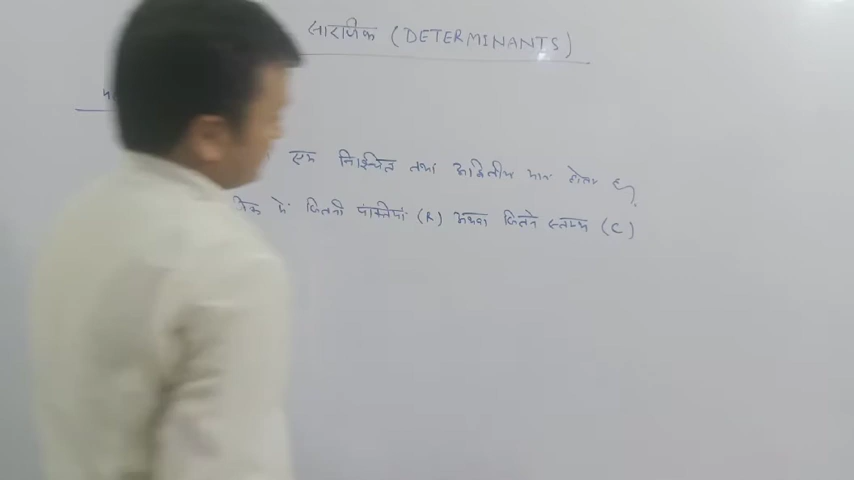 सारणिक (DETERMINANTS)
एक निश्चित तथा अद्वितीय मान होता है,
में जितनी पंक्तियां (R) अथवा जितने स्तम्भ (C)